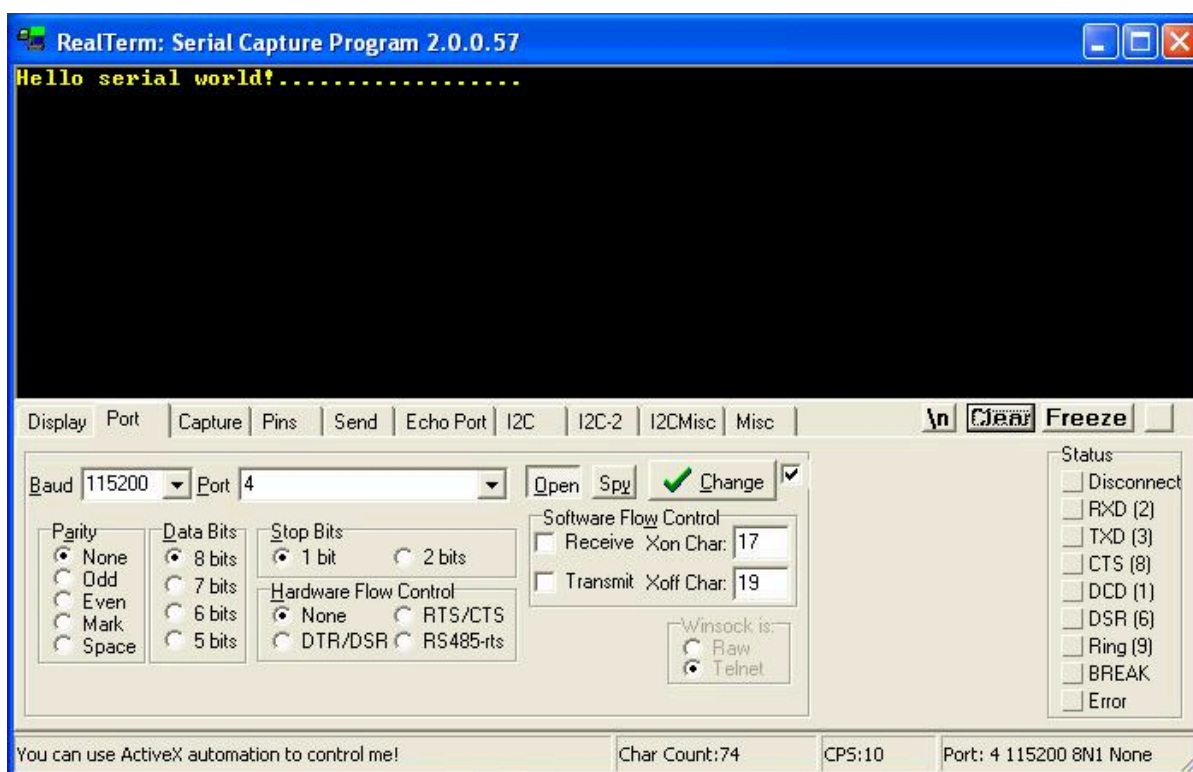 RealTerm: Serial Capture Program 2.0.0.57
Hello serial world!..................
Display Port Capture Pins Send Echo Port I2C I2C-2 I2CMisc Misc \n Clear Freeze
Baud 115200 Port 4 Open Spy Change
Parity
None
Odd
Even
Mark
Space
Data Bits
8 bits
7 bits
6 bits
5 bits
Stop Bits
1 bit 2 bits
Hardware Flow Control
None RTS/CTS
DTR/DSR RS485-rts
Software Flow Control
Receive Xon Char: 17
Transmit Xoff Char: 19
Winsock is:
Raw
Telnet
Status
Disconnect
RXD (2)
TXD (3)
CTS (8)
DCD (1)
DSR (6)
Ring (9)
BREAK
Error
You can use ActiveX automation to control me! Char Count:74 CPS:10 Port: 4 115200 8N1 None